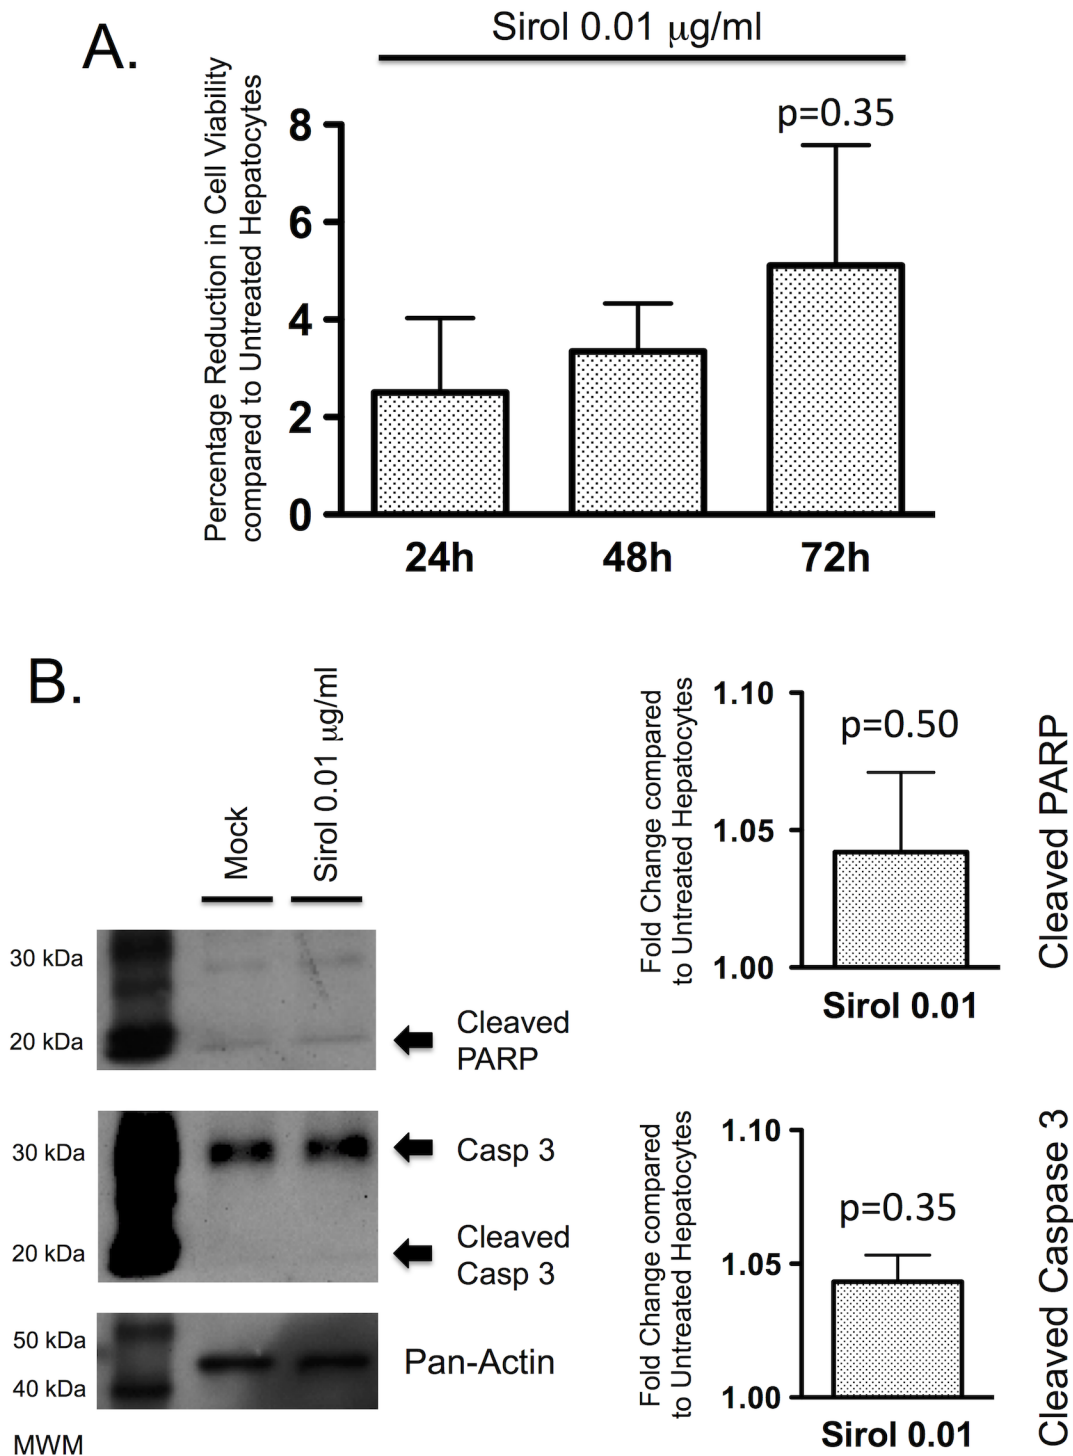 A.
Sirol 0.01 µg/ml
Percentage Reduction in Cell Viability
compared to Untreated Hepatocytes
8
6
4
2
0
p=0.35
24h
48h
72h
B.
Mock
Sirol 0.01 µg/ml
30 kDa
20 kDa
Cleaved
PARP
30 kDa
20 kDa
Casp 3
Cleaved
Casp 3
50 kDa
40 kDa
Pan-Actin
MWM
Fold Change compared
to Untreated Hepatocytes
1.10
1.05
1.00
p=0.50
Sirol 0.01
Cleaved PARP
Fold Change compared
to Untreated Hepatocytes
1.10
1.05
1.00
p=0.35
Sirol 0.01
Cleaved Caspase 3